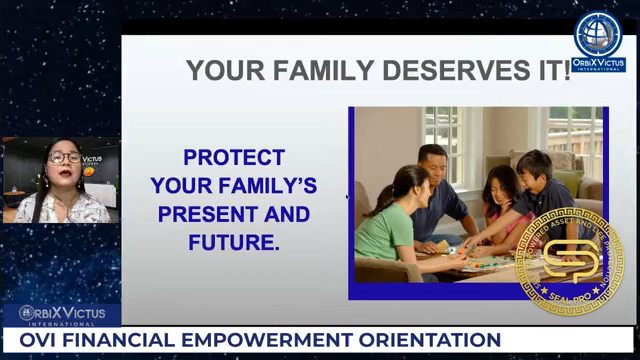 YOUR FAMILY DESERVES IT!
ORBIXVICTUS
INTERNATIONAL
PROTECT
YOUR FAMILY'S
PRESENT AND
FUTURE.
VICTUS
SEAL PRO
ORBIXVICTUS
INTERNATIONAL
OVI FINANCIAL EMPOWERMENT ORIENTATION